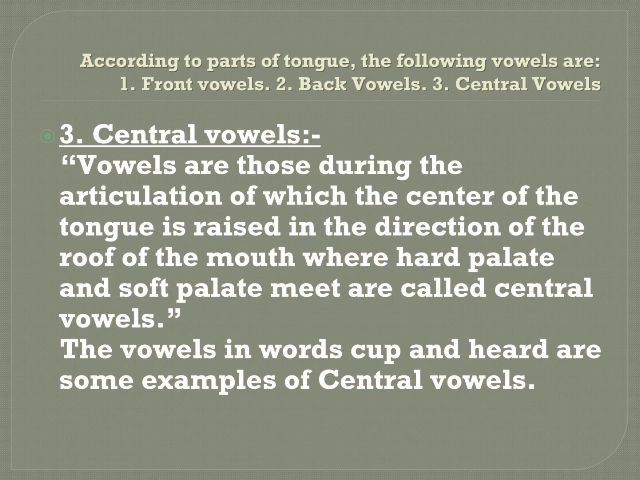 According to parts of tongue, the following vowels are:
1. Front vowels. 2. Back Vowels. 3. Central Vowels
3. Central vowels:-
“Vowels are those during the
articulation of which the center of the
tongue is raised in the direction of the
roof of the mouth where hard palate
and soft palate meet are called central
vowels.”
The vowels in words cup and heard are
some examples of Central vowels.